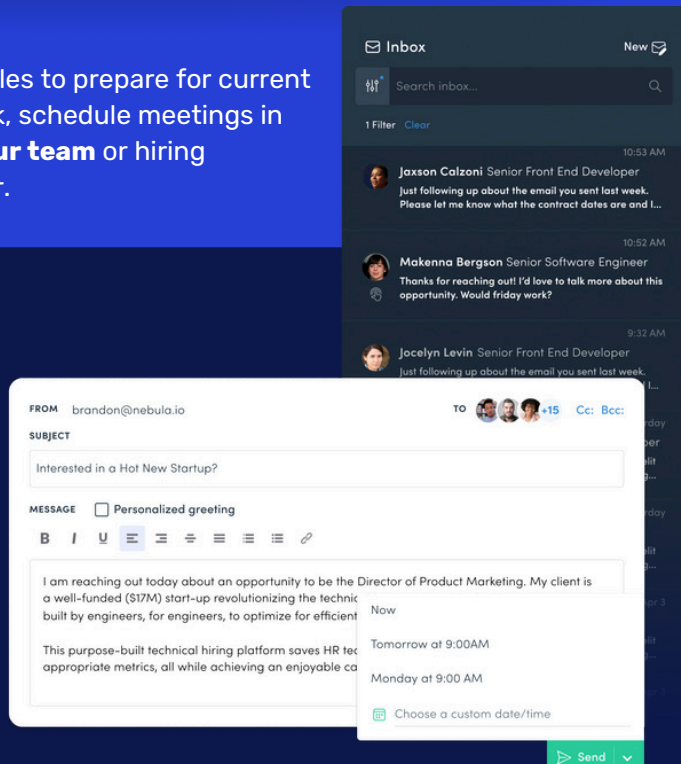 les to prepare for current
, schedule meetings in
ur team or hiring
r.
Inbox
New
Search inbox...
1 Filter Clear
10:53 AM
Jaxson Calzoni Senior Front End Developer
Just following up about the email you sent last week.
Please let me know what the contract dates are and I...
10:52 AM
Makenna Bergson Senior Software Engineer
Thanks for reaching out! I'd love to talk more about this
opportunity. Would friday work?
9:32 AM
Jocelyn Levin Senior Front End Developer
Just following up about the email you sent last week.
I...
rday
per
elit
g...
rday
elit
g...
pr 3
elit
FROM brandon@nebula.io
TO +15 Cc: Bcc:
SUBJECT
Interested in a Hot New Startup?
MESSAGE Personalized greeting
B I U
I am reaching out today about an opportunity to be the Director of Product Marketing. My client is
a well-funded ($17M) start-up revolutionizing the technic
built by engineers, for engineers, to optimize for efficient
This purpose-built technical hiring platform saves HR tec
appropriate metrics, all while achieving an enjoyable ca
Now
Tomorrow at 9:00AM
Monday at 9:00 AM
Choose a custom date/time
Send